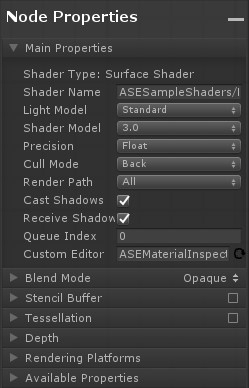 Node Properties
Main Properties
Shader Type: Surface Shader
Shader Name ASESampleShaders/
Light Model Standard
Shader Model 3.0
Precision Float
Cull Mode Back
Render Path All
Cast Shadows
Receive Shadow
Queue Index 0
Custom Editor ASEMaterialInspect
Blend Mode Opaque
Stencil Buffer
Tessellation
Depth
Rendering Platforms
Available Properties